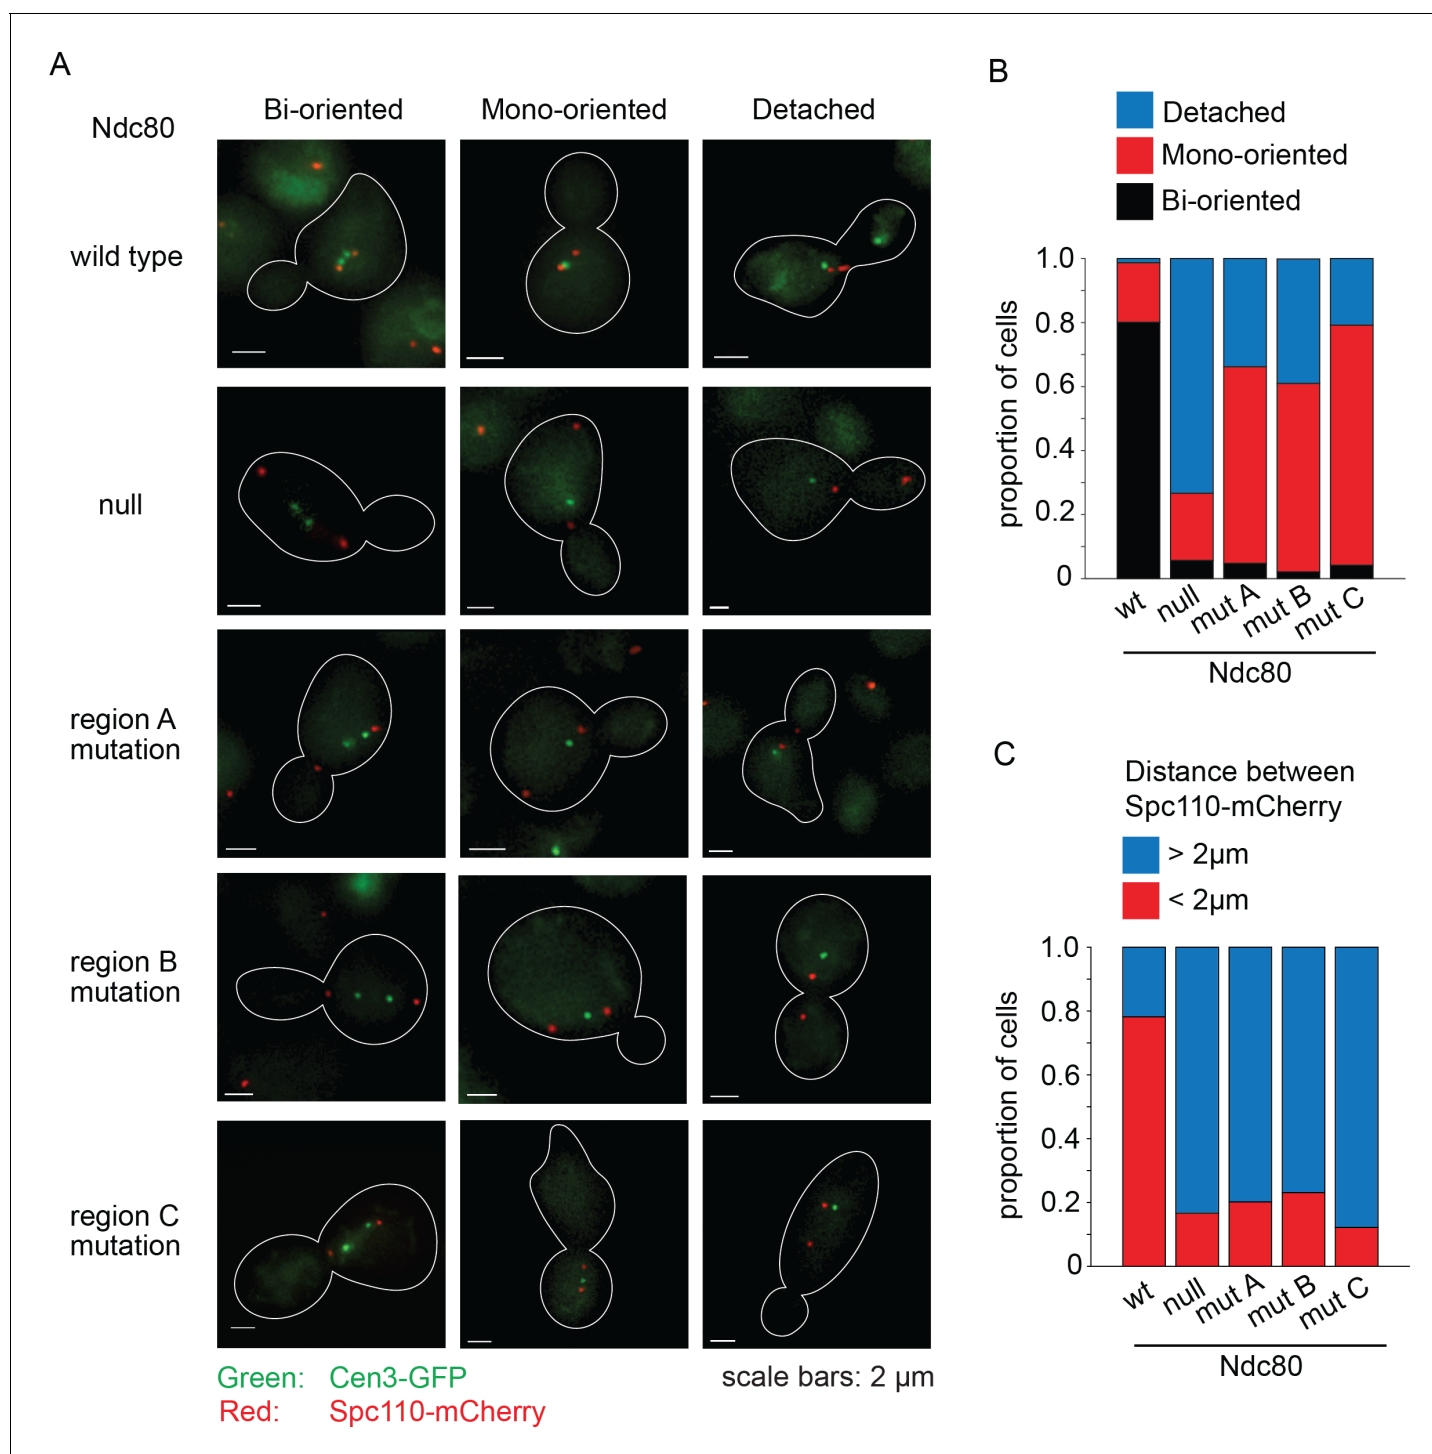 A
Ndc80
Bi-oriented
Mono-oriented
Detached
wild type
null
region A
mutation
region B
mutation
region C
mutation
Green: Cen3-GFP
Red: Spc110-mCherry
scale bars: 2 µm
B
Detached
Mono-oriented
Bi-oriented
proportion of cells
1.0
0.8
0.6
0.4
0.2
0
wt
null
mut A
mut B
mut C
Ndc80
C
Distance between
Spc110-mCherry
> 2µm
< 2µm
proportion of cells
1.0
0.8
0.6
0.4
0.2
0
wt
null
mut A
mut B
mut C
Ndc80